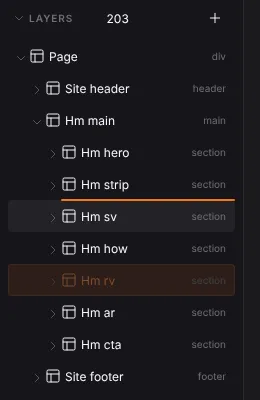 LAYERS 203 +
Page div
Site header header
Hm main main
Hm hero section
Hm strip section
Hm sv section
Hm how section
Hm rv section
Hm ar section
Hm cta section
Site footer footer